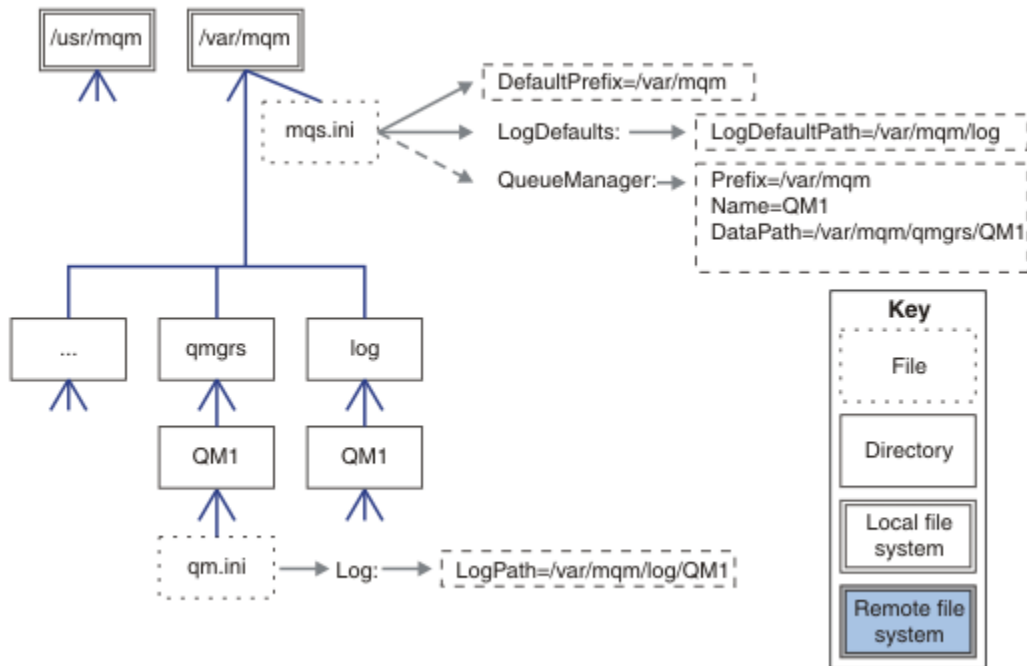 /usr/mqm
/var/mqm
mqs.ini
DefaultPrefix=/var/mqm
LogDefaults:
LogDefaultPath=/var/mqm/log
QueueManager:
Prefix=/var/mqm
Name=QM1
DataPath=/var/mqm/qmgrs/QM1
...
qmgrs
log
QM1
QM1
qm.ini
Log:
LogPath=/var/mqm/log/QM1
Key
File
Directory
Local file
system
Remote file
system